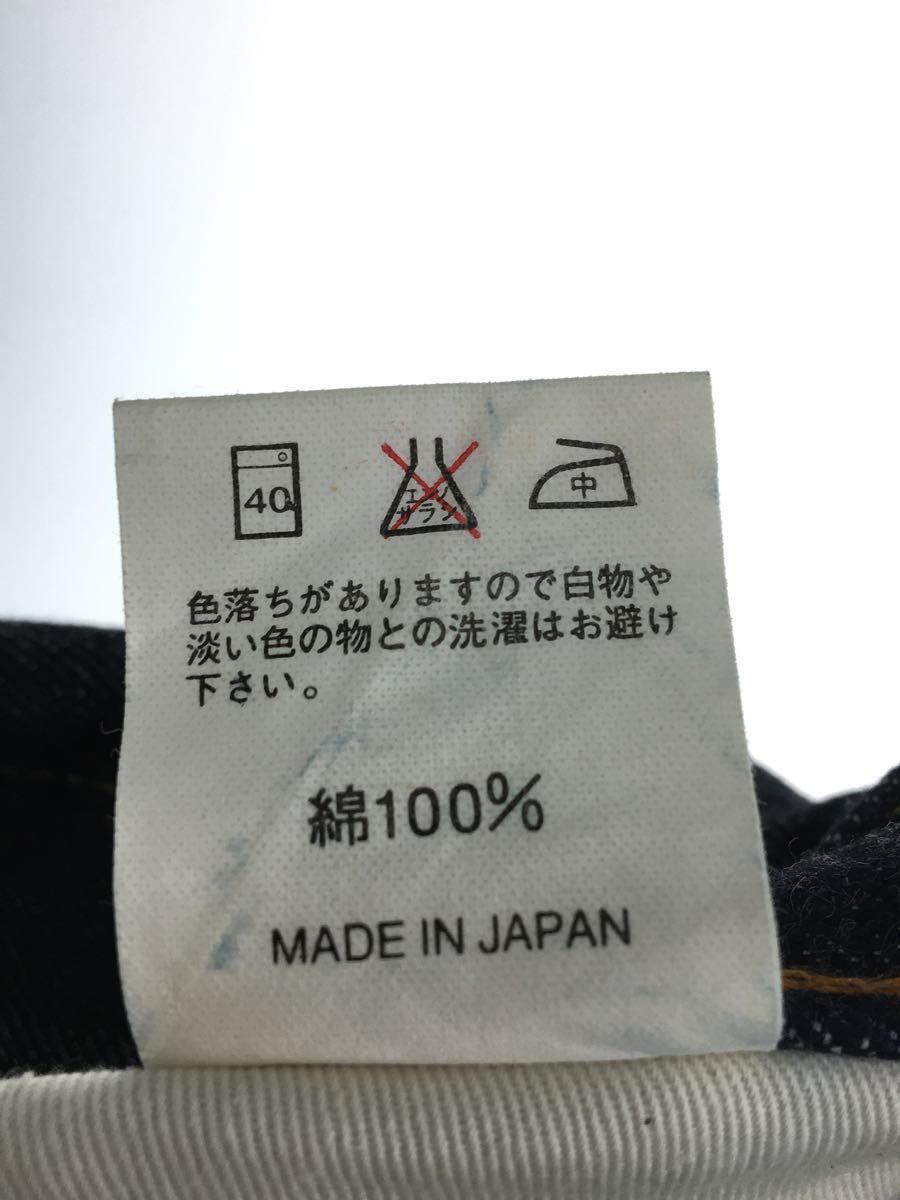 40
エンソ
サラシ
中
色落ちがありますので白物や
淡い色の物との洗濯はお避け
下さい。
綿100%
MADE IN JAPAN